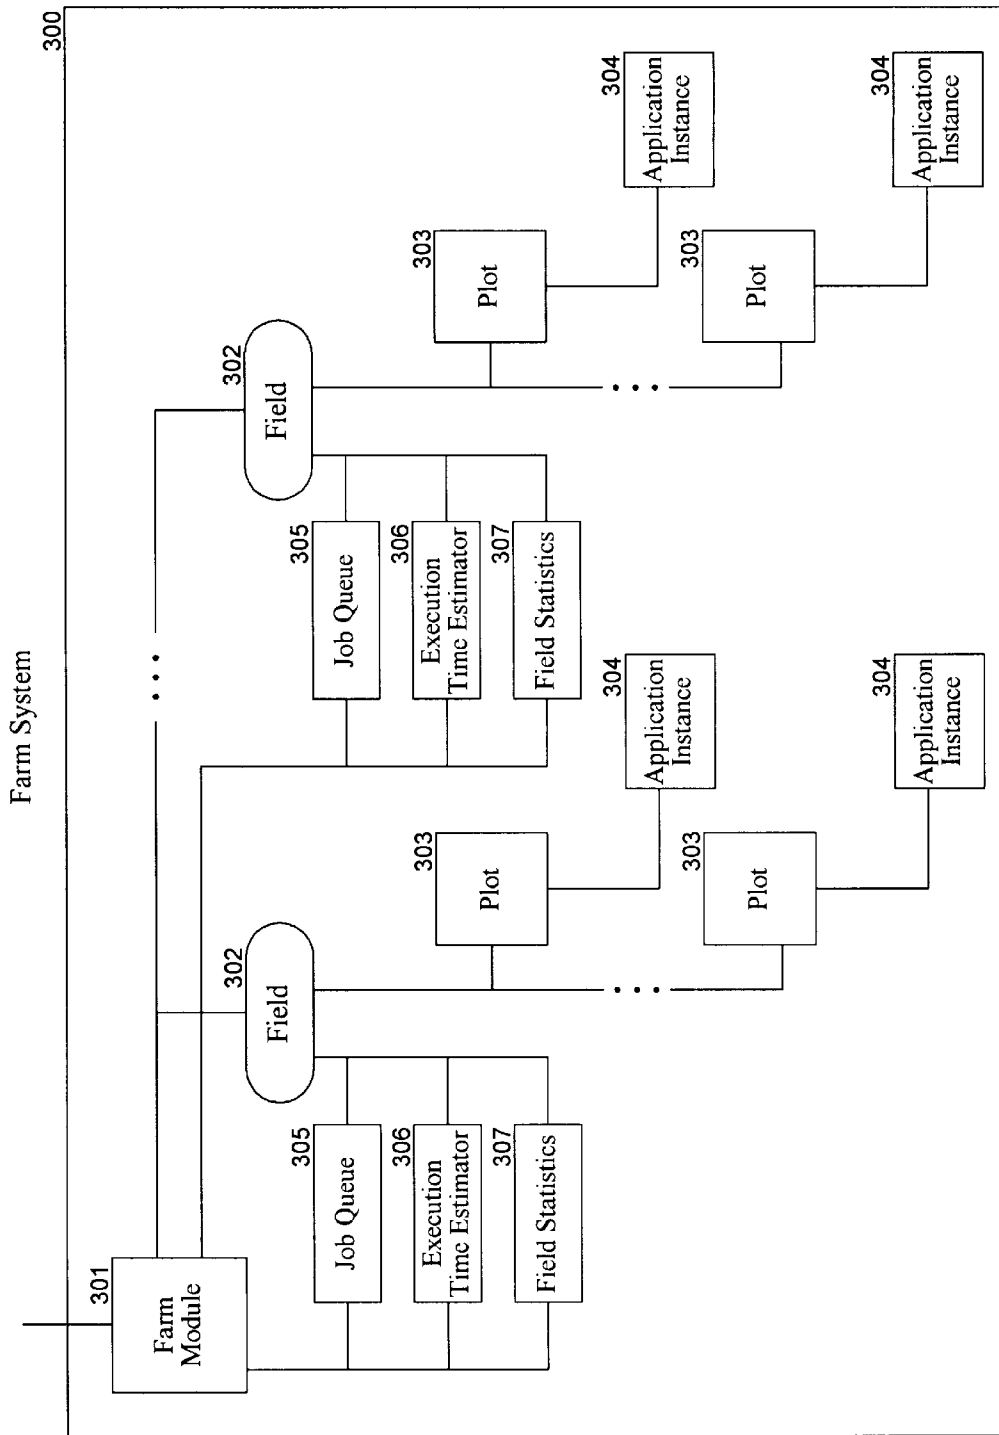 Farm System
300
301
Farm
Module
302
Field
302
Field
305
Job Queue
306
Execution
Time Estimator
307
Field Statistics
303
Plot
304
Application
Instance
303
Plot
304
Application
Instance
305
Job Queue
306
Execution
Time Estimator
307
Field Statistics
303
Plot
304
Application
Instance
303
Plot
304
Application
Instance